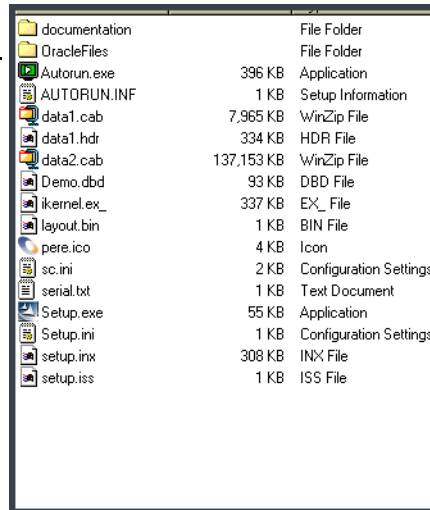 documentation File Folder
OracleFiles File Folder
Autorun.exe 396 KB Application
AUTORUN.INF 1 KB Setup Information
data1.cab 7,965 KB WinZip File
data1.hdr 334 KB HDR File
data2.cab 137,153 KB WinZip File
Demo.dbd 93 KB DBD File
ikernel.ex_ 337 KB EX_ File
layout.bin 1 KB BIN File
pere.ico 4 KB Icon
sc.ini 2 KB Configuration Settings
serial.txt 1 KB Text Document
Setup.exe 55 KB Application
Setup.ini 1 KB Configuration Settings
setup.inx 308 KB INX File
setup.iss 1 KB ISS File